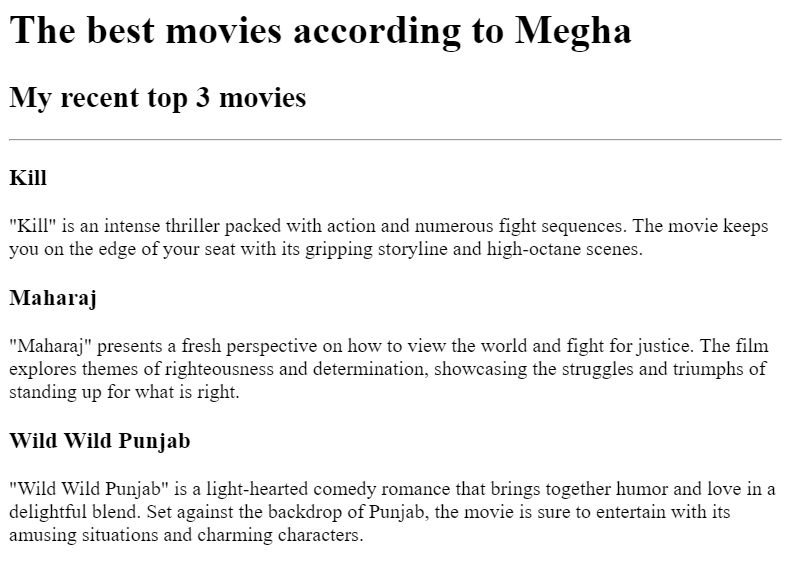 The best movies according to Megha
My recent top 3 movies
Kill
"Kill" is an intense thriller packed with action and numerous fight sequences. The movie keeps
you on the edge of your seat with its gripping storyline and high-octane scenes.
Maharaj
"Maharaj" presents a fresh perspective on how to view the world and fight for justice. The film
explores themes of righteousness and determination, showcasing the struggles and triumphs of
standing up for what is right.
Wild Wild Punjab
"Wild Wild Punjab" is a light-hearted comedy romance that brings together humor and love in a
delightful blend. Set against the backdrop of Punjab, the movie is sure to entertain with its
amusing situations and charming characters.